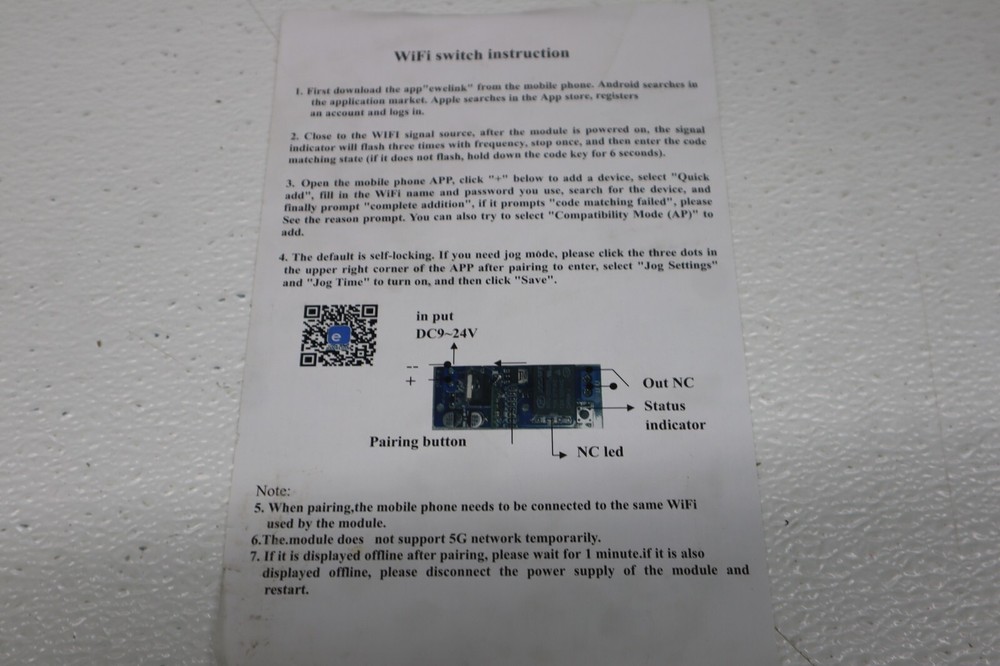 WiFi switch instruction
1. First download the app"ewelink" from the mobile phone. Android searches in
the application market. Apple searches in the App store, registers
an account and logs in.
2. Close to the WIFI signal source, after the module is powered on, the signal
indicator will flash three times with frequency, stop once, and then enter the code
matching state (if it does not flash, hold down the code key for 6 seconds).
3. Open the mobile phone APP, click "+" below to add a device, select "Quick
add", fill in the WiFi name and password you use, search for the device, and
finally prompt "complete addition", if it prompts "code matching failed", please
See the reason prompt. You can also try to select "Compatibility Mode (AP)" to
add.
4. The default is self-locking. If you need jog mode, please click the three dots in
the upper right corner of the APP after pairing to enter, select "Jog Settings"
and "Jog Time" to turn on, and then click "Save".
e
in put
DC9~24V
--
+
Out NC
Status
indicator
Pairing button
NC led
Note:
5. When pairing,the mobile phone needs to be connected to the same WiFi
used by the module.
6.The.module does not support 5G network temporarily.
7. If it is displayed offline after pairing, please wait for 1 minute.if it is also
displayed offline, please disconnect the power supply of the module and
restart.